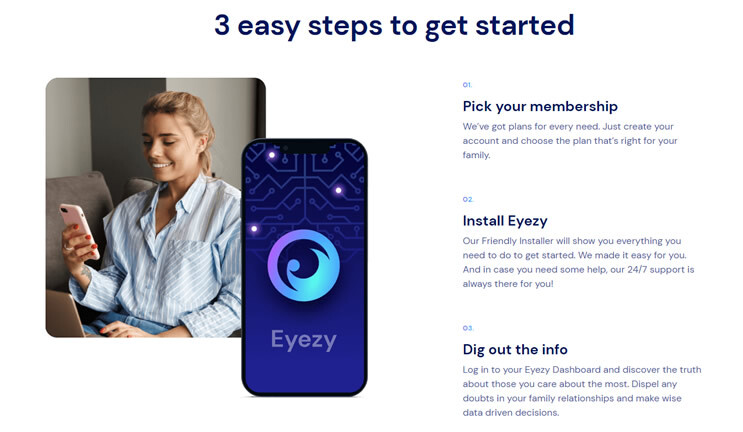 3 easy steps to get started
01.
Pick your membership
We've got plans for every need. Just create your
account and choose the plan that's right for your
family.
02.
Install Eyezy
Our Friendly Installer will show you everything you
need to do to get started. We made it easy for you.
And in case you need some help, our 24/7 support is
always there for you!
03.
Dig out the info
Log in to your Eyezy Dashboard and discover the truth
about those you care about the most. Dispel any
doubts in your family relationships and make wise
data driven decisions.
Eyezy